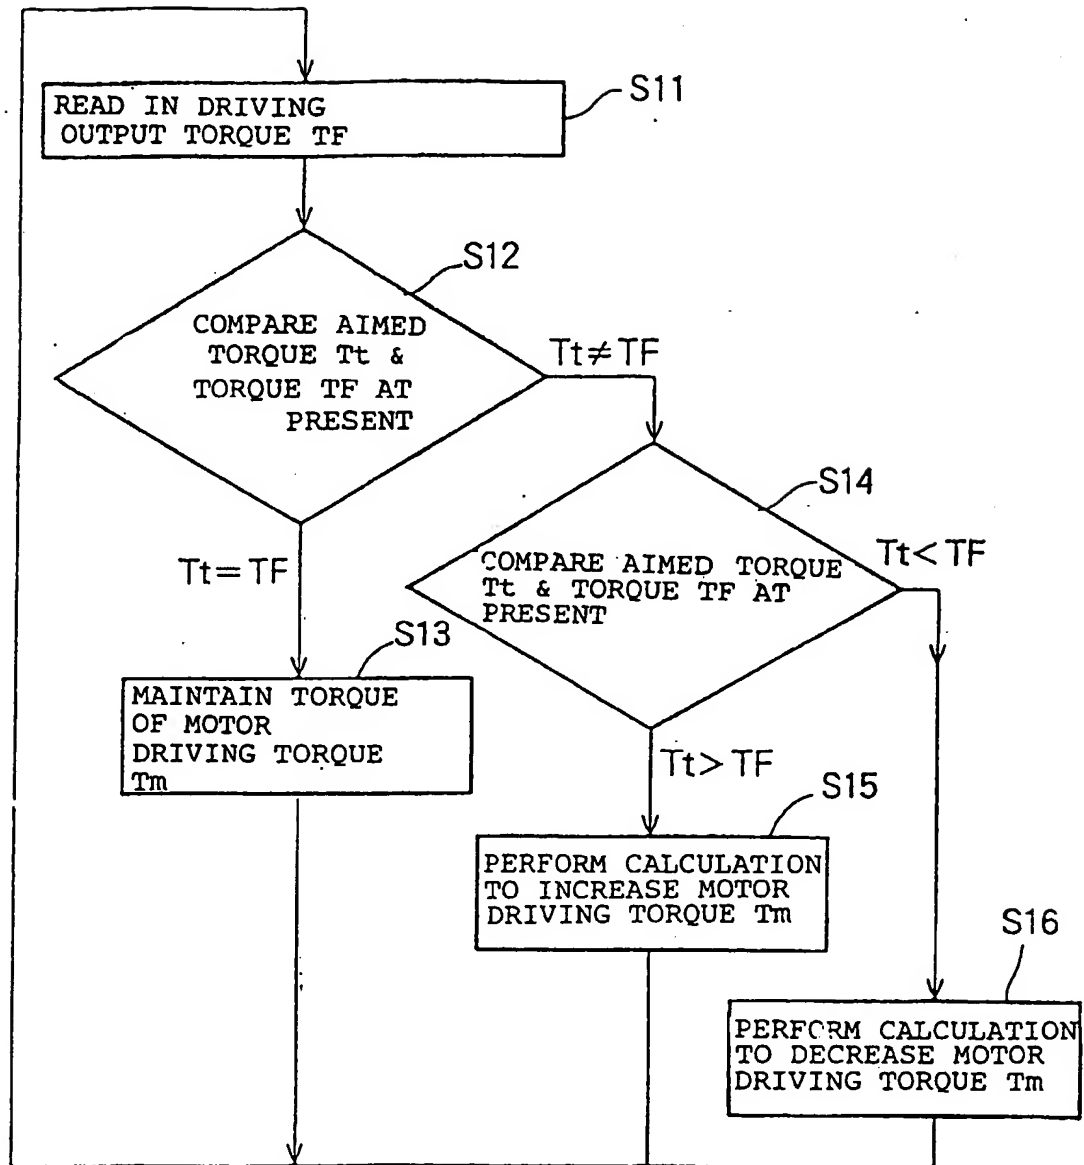 S11
READ IN DRIVING
OUTPUT TORQUE TF
S12
COMPARE AIMED
TORQUE Tt &
TORQUE TF AT
PRESENT
Tt≠TF
S14
Tt=TF
COMPARE AIMED TORQUE
Tt & TORQUE TF AT
PRESENT
Tt<TF
S13
MAINTAIN TORQUE
OF MOTOR
DRIVING TORQUE
Tm
Tt>TF
S15
PERFORM CALCULATION
TO INCREASE MOTOR
DRIVING TORQUE Tm
S16
PERFORM CALCULATION
TO DECREASE MOTOR
DRIVING TORQUE Tm